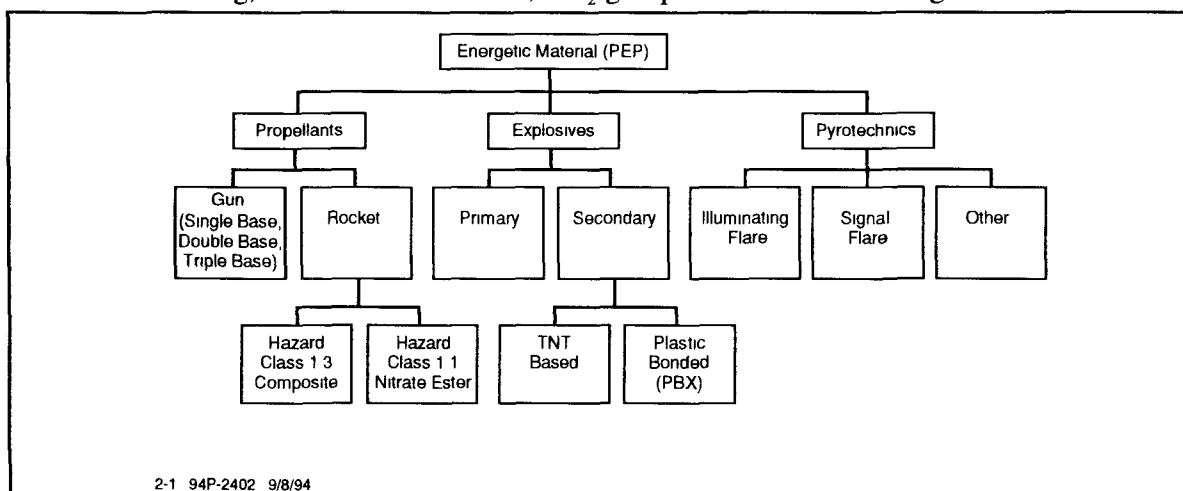 Energetic Material (PEP)
Propellants
Explosives
Pyrotechnics
Gun
(Single Base,
Double Base,
Triple Base)
Rocket
Primary
Secondary
Illuminating
Flare
Signal
Flare
Other
Hazard
Class 1 3
Composite
Hazard
Class 1 1
Nitrate Ester
TNT
Based
Plastic
Bonded
(PBX)
2-1 94P-2402 9/8/94